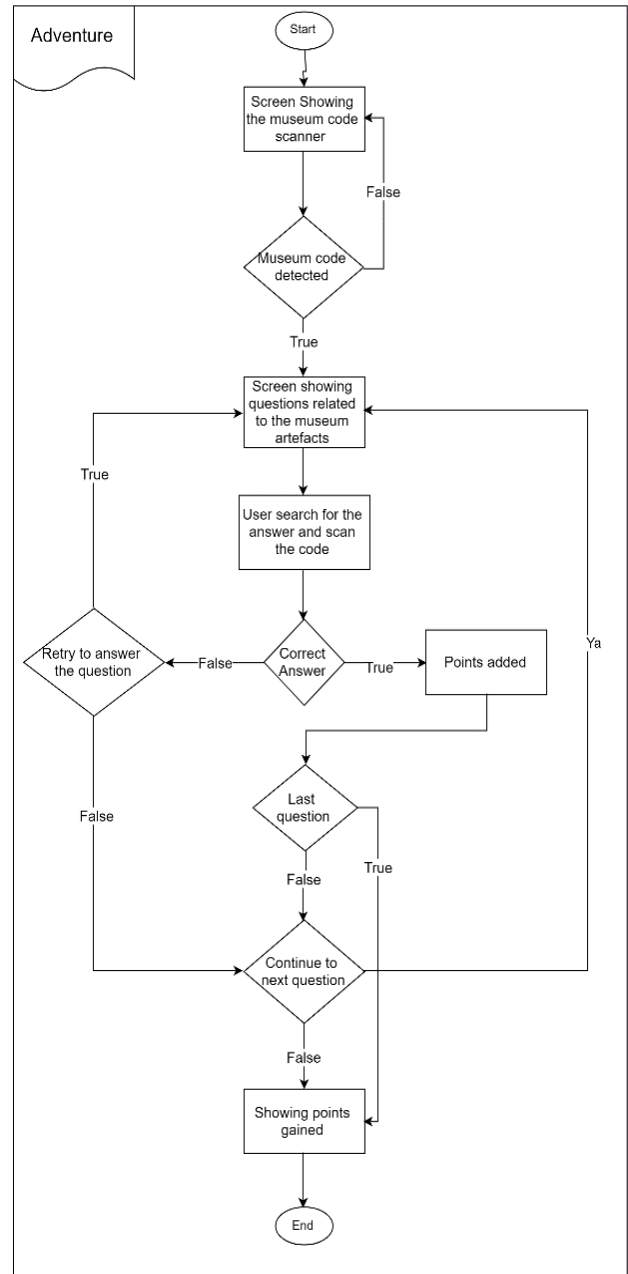 Adventure
Start
Screen Showing
the museum code
scanner
False
Museum code
detected
True
Screen showing
questions related
to the museum
artefacts
True
User search for the
answer and scan
the code
Retry to answer
the question
False
Correct
Answer
True
Points added
Ya
False
Last
question
True
False
Continue to
next question
False
Showing points
gained
End